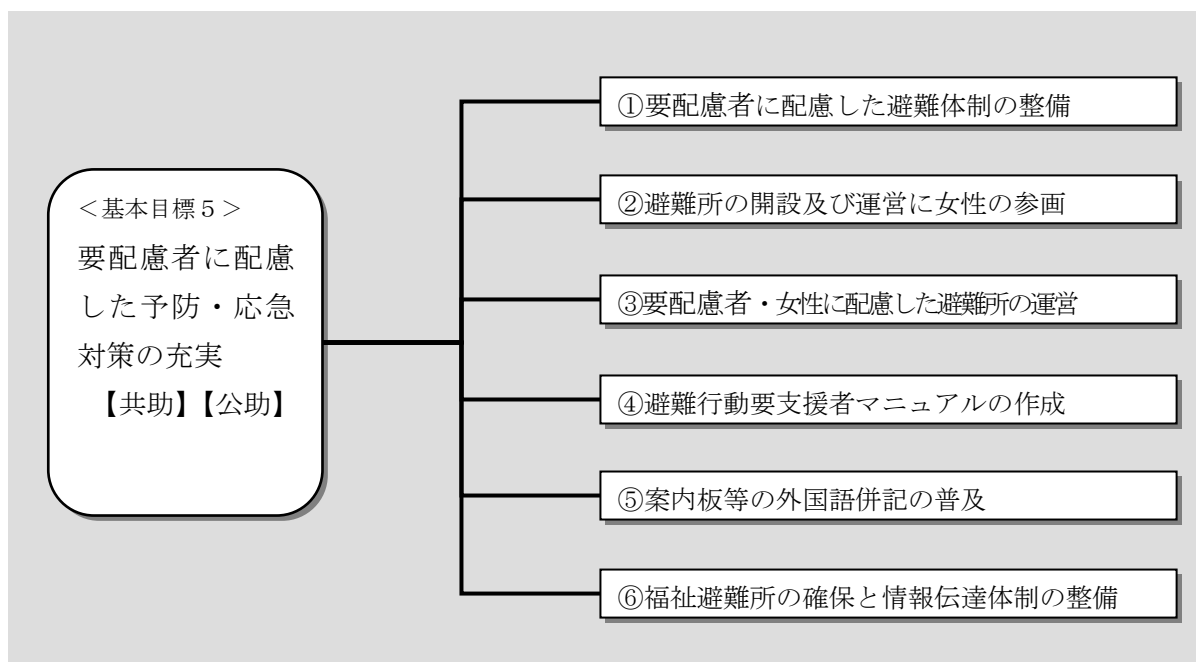 <基本目標5>
要配慮者に配慮
した予防・応急
対策の充実
【共助】【公助】
①要配慮者に配慮した避難体制の整備
②避難所の開設及び運営に女性の参画
③要配慮者・女性に配慮した避難所の運営
④避難行動要支援者マニュアルの作成
⑤案内板等の外国語併記の普及
⑥福祉避難所の確保と情報伝達体制の整備